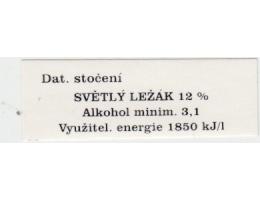 Dat. stočení
SVĚTLÝ LEŽÁK 12 %
Alkohol minim. 3,1
Využitel. energie 1850 kJ/l